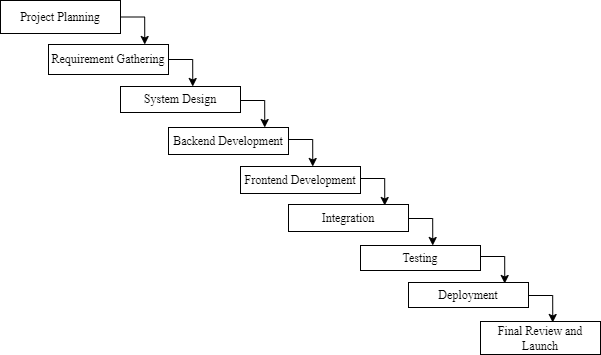 Project Planning
Requirement Gathering
System Design
Backend Development
Frontend Development
Integration
Testing
Deployment
Final Review and
Launch